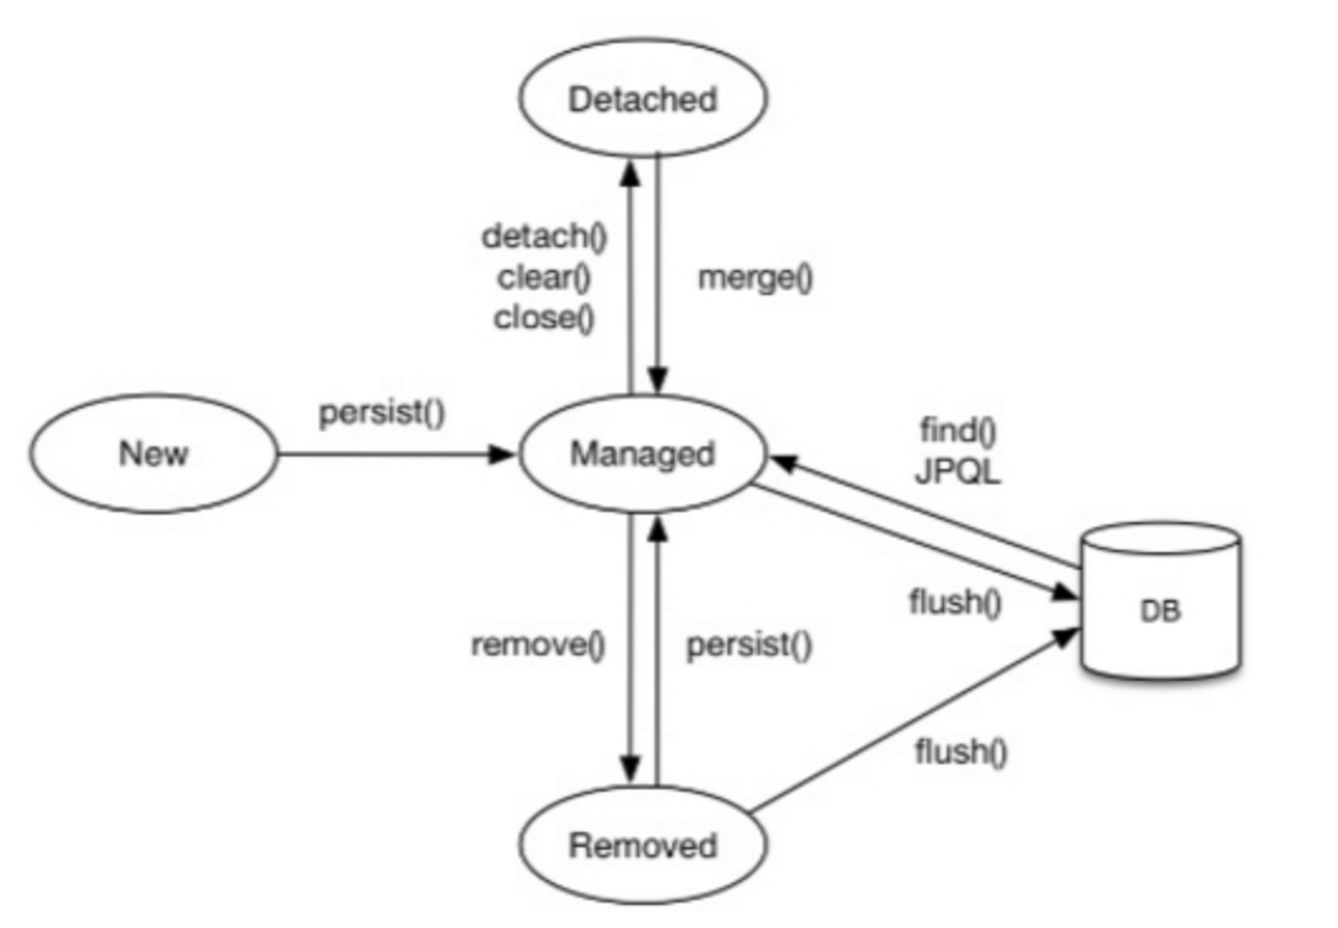 Detached
detach()
clear()
close()
merge()
New
persist()
Managed
find()
JPQL
flush()
DB
remove()
persist()
flush()
Removed